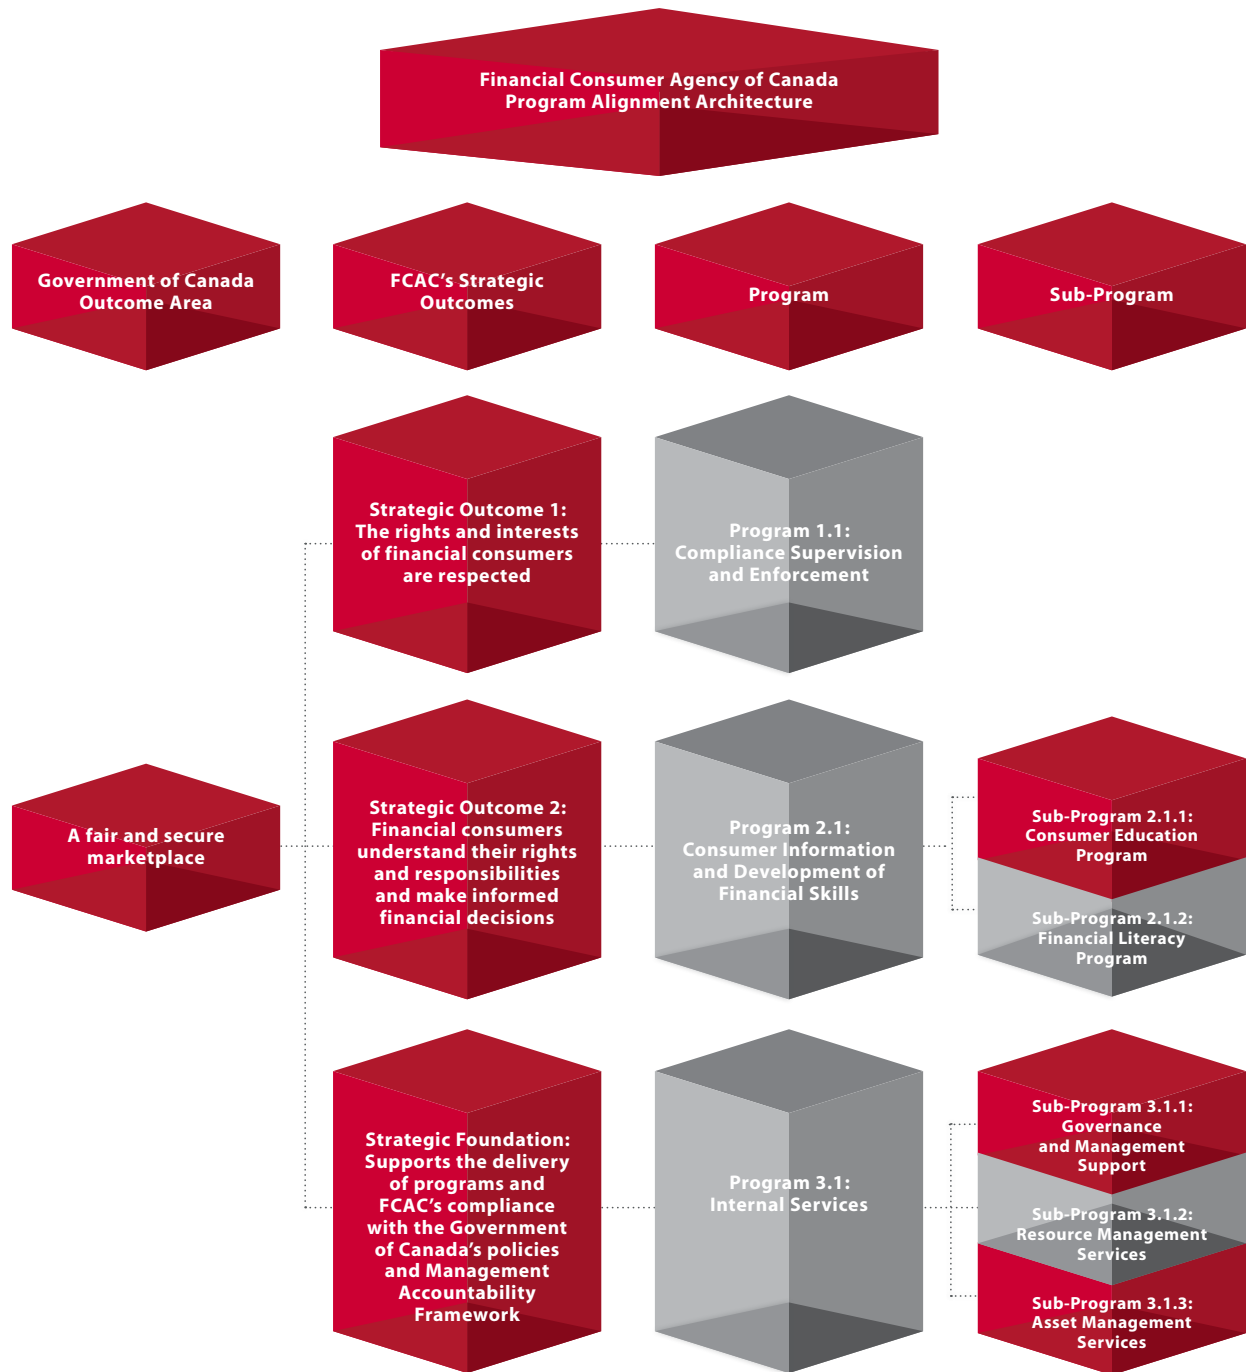 Financial Consumer Agency of Canada
Program Alignment Architecture
Government of Canada
Outcome Area
FCAC’s Strategic
Outcomes
Program
Sub-Program
Strategic Outcome 1:
The rights and interests
of financial consumers
are respected
Program 1.1:
Compliance Supervision
and Enforcement
A fair and secure
marketplace
Strategic Outcome 2:
Financial consumers
understand their rights
and responsibilities
and make informed
financial decisions
Program 2.1:
Consumer Information
and Development of
Financial Skills
Sub-Program 2.1.1:
Consumer Education
Program
Sub-Program 2.1.2:
Financial Literacy
Program
Strategic Foundation:
Supports the delivery
of programs and
FCAC’s compliance
with the Government
of Canada’s policies
and Management
Accountability
Framework
Program 3.1:
Internal Services
Sub-Program 3.1.1:
Governance
and Management
Support
Sub-Program 3.1.2:
Resource Management
Services
Sub-Program 3.1.3:
Asset Management
Services